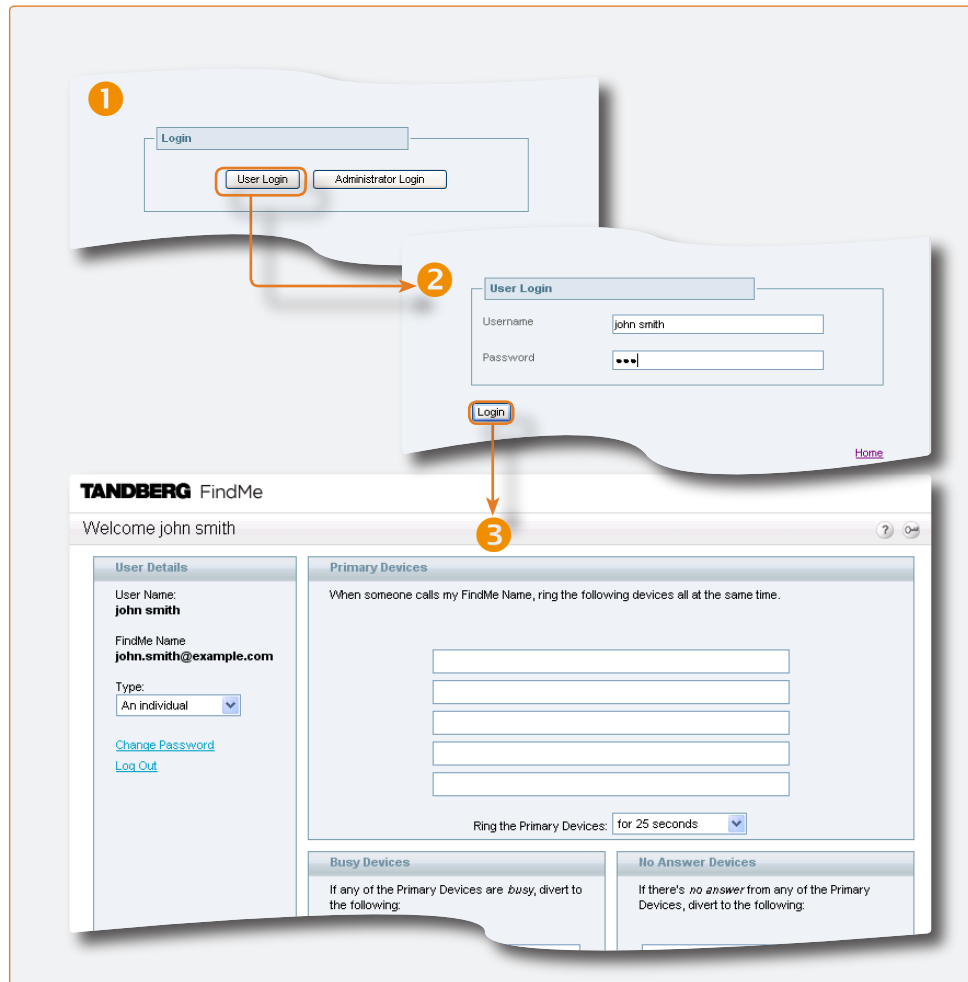 1
Login
User Login
Administrator Login
2
User Login
Username
john smith
Password
•••
Login
Home
TANDBERG FindMe
Welcome john smith
?
3
User Details
User Name:
john smith
FindMe Name
john.smith@example.com
Type:
An individual
Change Password
Log Out
Primary Devices
When someone calls my FindMe Name, ring the following devices all at the same time.
Ring the Primary Devices:
for 25 seconds
Busy Devices
If any of the Primary Devices are busy, divert to
the following:
No Answer Devices
If there's no answer from any of the Primary
Devices, divert to the following: